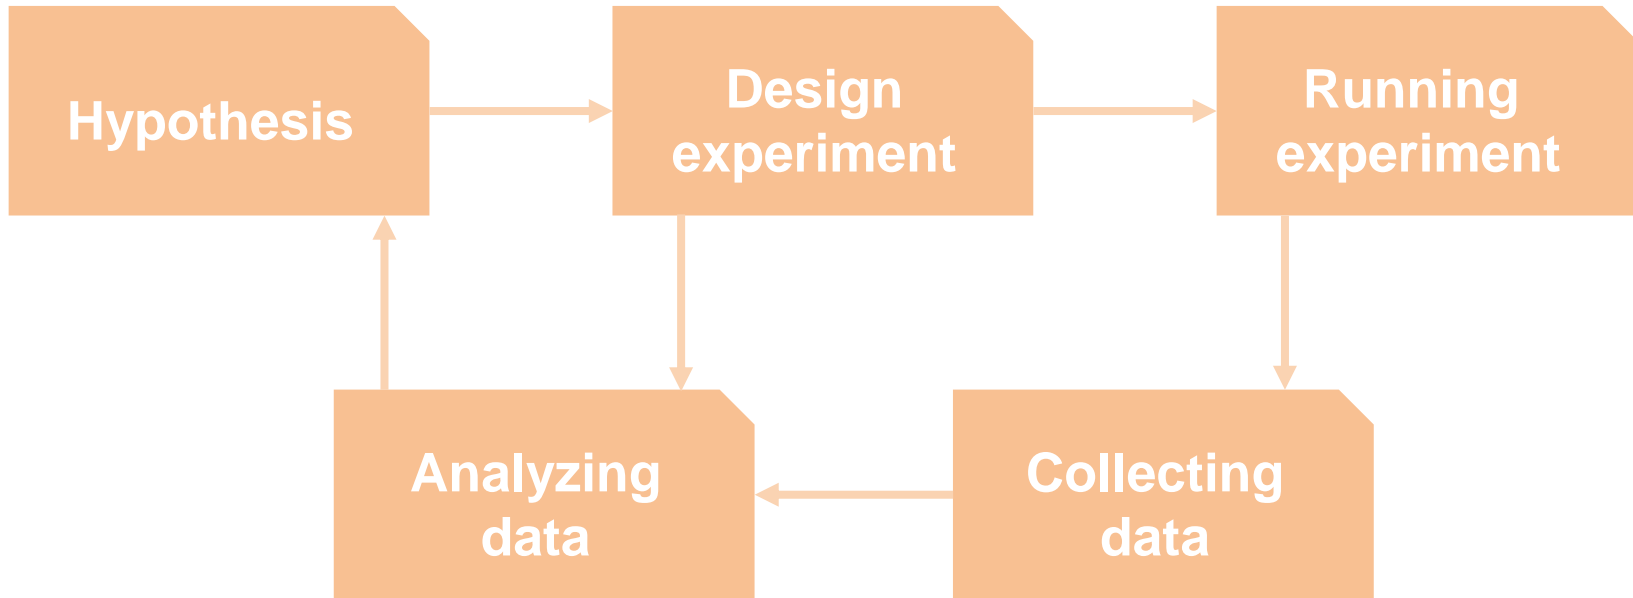 Hypothesis
Design
experiment
Running
experiment
Analyzing
data
Collecting
data